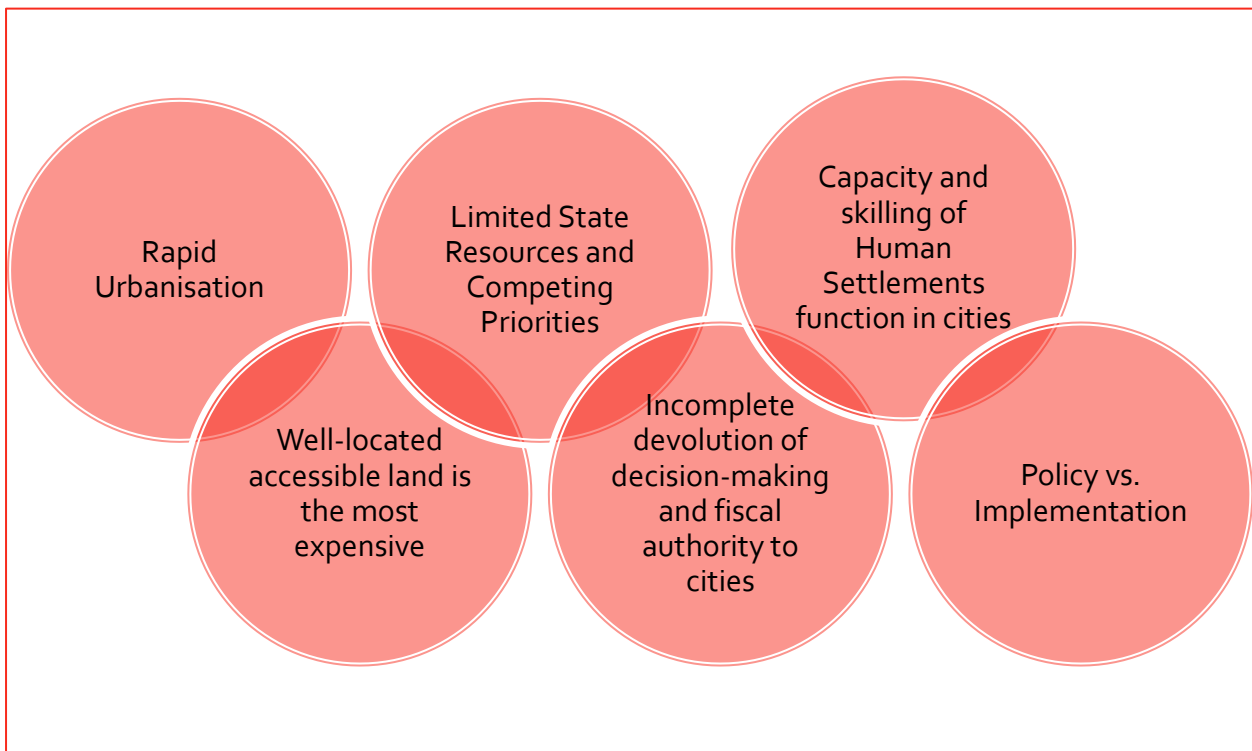 Rapid
Urbanisation
Well-located
accessible land is
the most
expensive
Limited State
Resources and
Competing
Priorities
Incomplete
devolution of
decision-making
and fiscal
authority to
cities
Capacity and
skilling of
Human
Settlements
function in cities
Policy vs.
Implementation